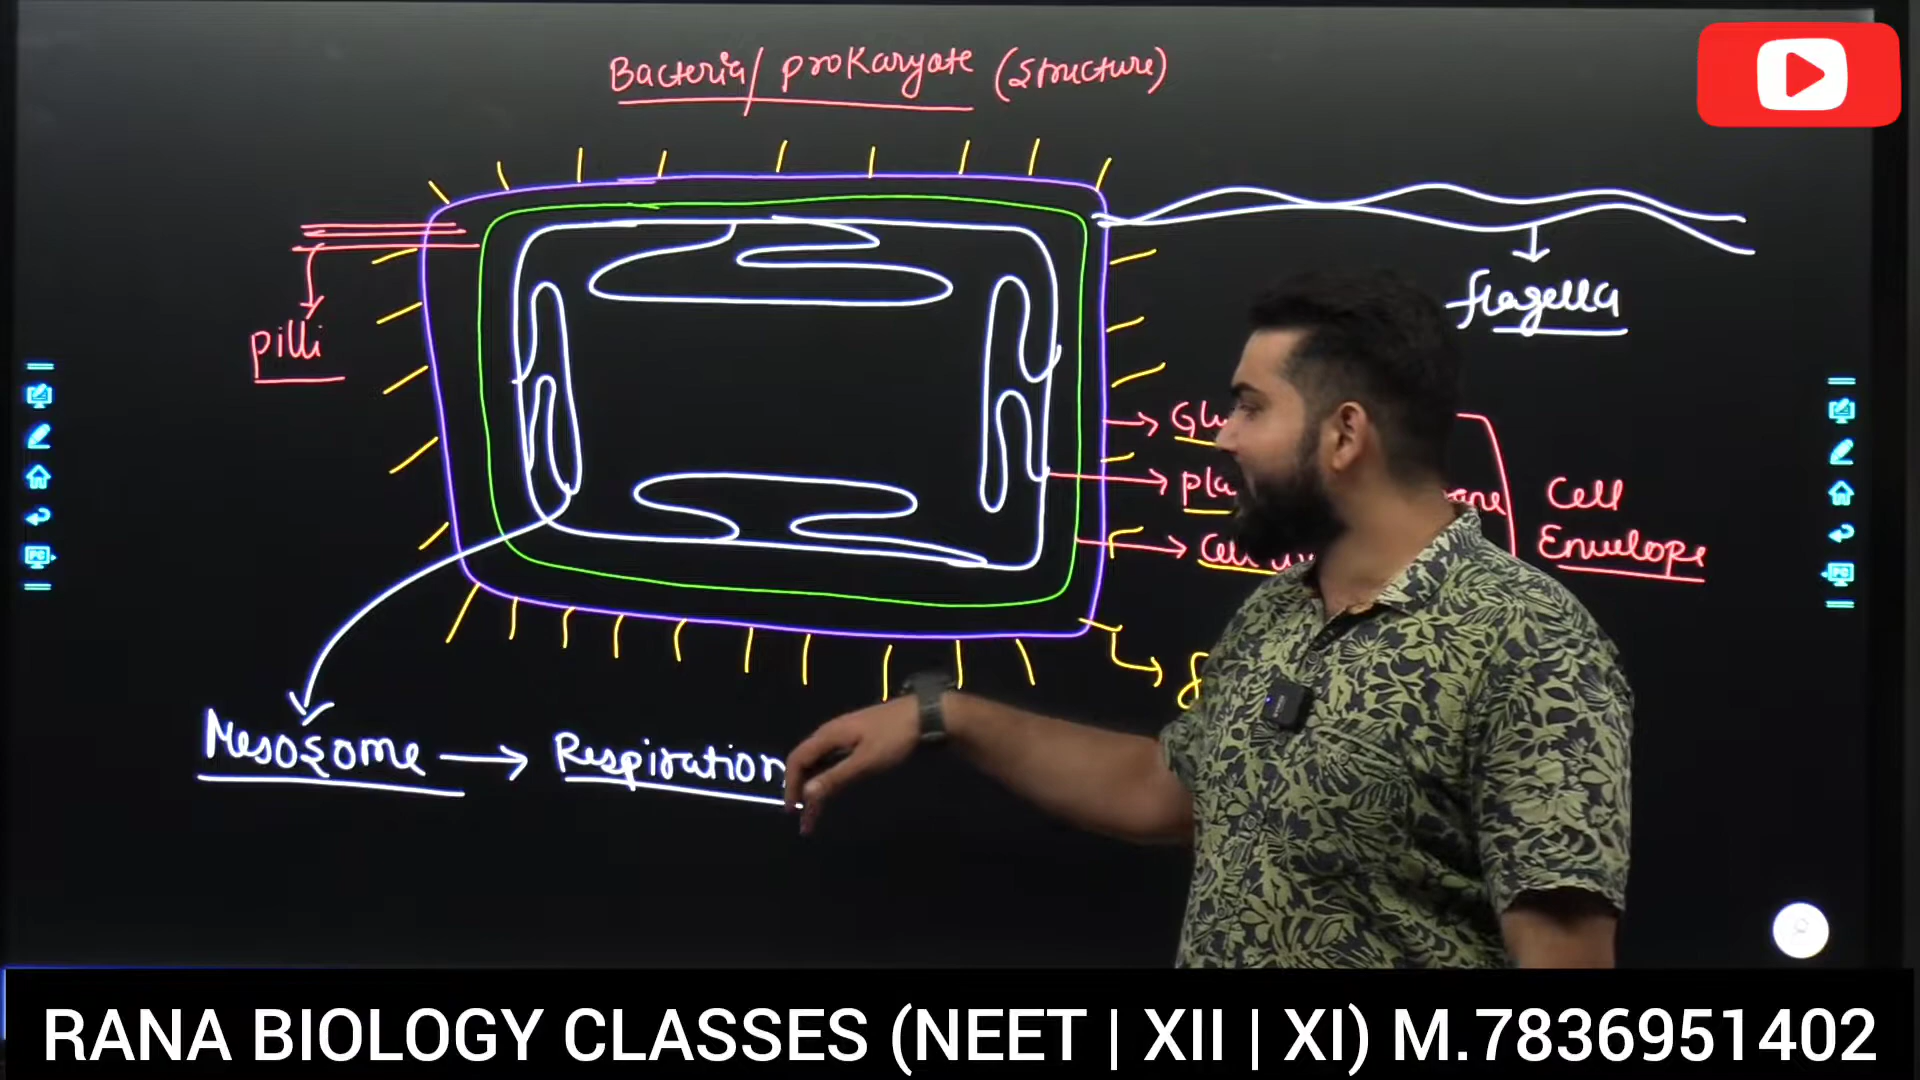 Bacteria/ proKaryote (structure)
flagella
pilli
Cell
Envelope
Mesosome → Respiration
RANA BIOLOGY CLASSES (NEET | XII | XI) M.7836951402